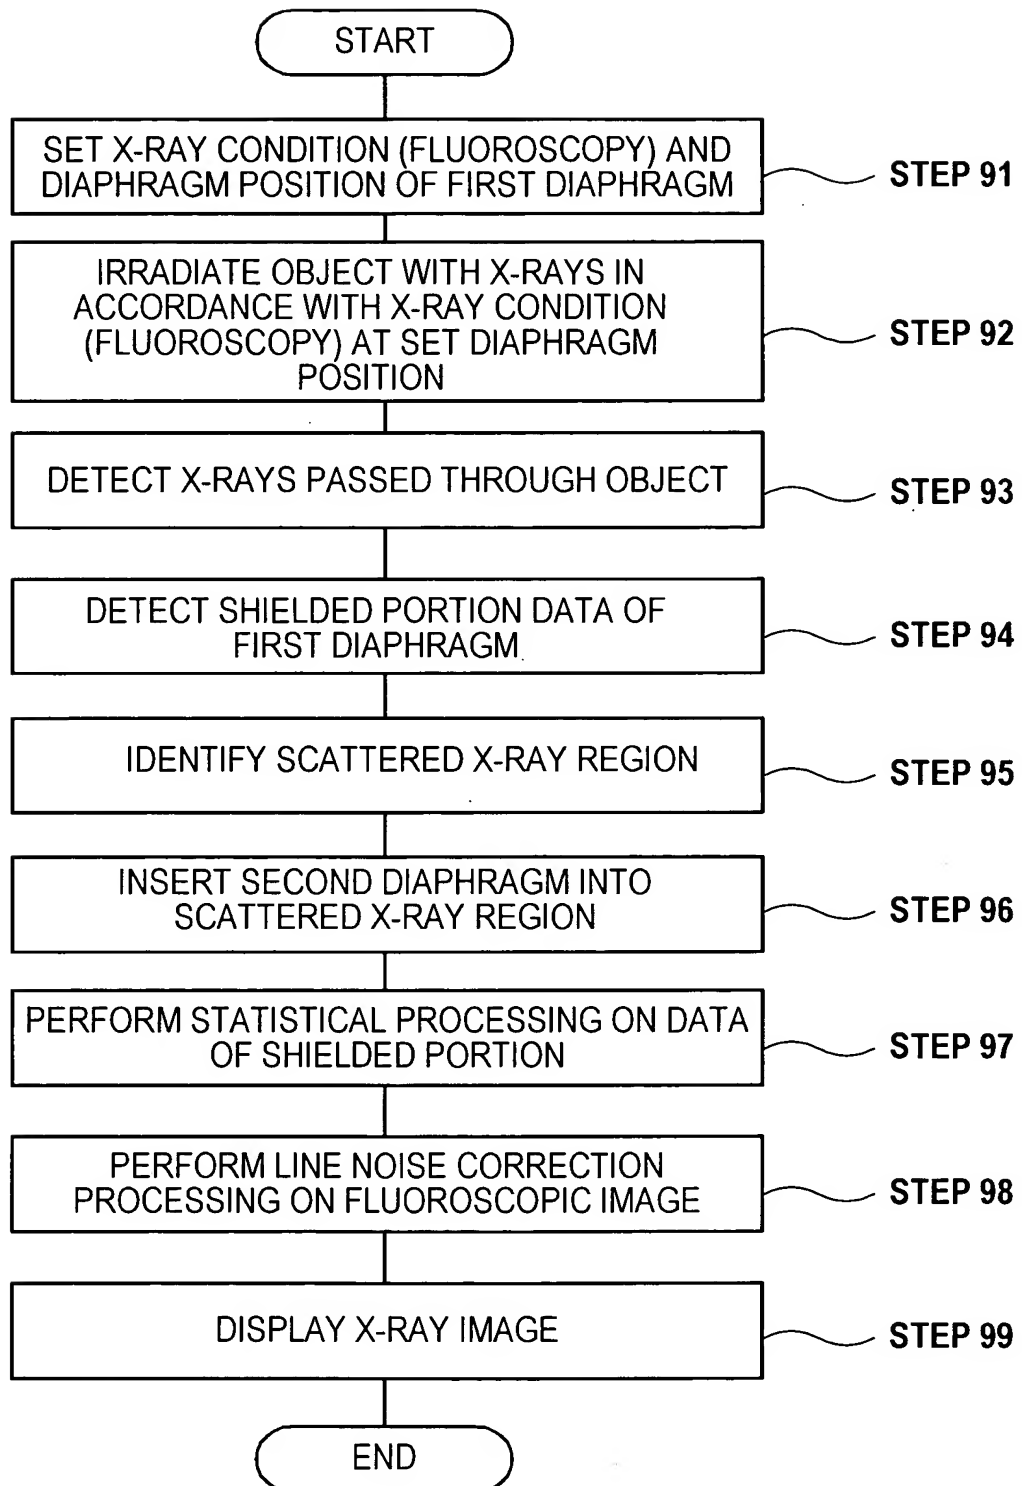 START
SET X-RAY CONDITION (FLUOROSCOPY) AND
DIAPHRAGM POSITION OF FIRST DIAPHRAGM
STEP 91
IRRADIATE OBJECT WITH X-RAYS IN
ACCORDANCE WITH X-RAY CONDITION
(FLUOROSCOPY) AT SET DIAPHRAGM
POSITION
STEP 92
DETECT X-RAYS PASSED THROUGH OBJECT
STEP 93
DETECT SHIELDED PORTION DATA OF
FIRST DIAPHRAGM
STEP 94
IDENTIFY SCATTERED X-RAY REGION
STEP 95
INSERT SECOND DIAPHRAGM INTO
SCATTERED X-RAY REGION
STEP 96
PERFORM STATISTICAL PROCESSING ON DATA
OF SHIELDED PORTION
STEP 97
PERFORM LINE NOISE CORRECTION
PROCESSING ON FLUOROSCOPIC IMAGE
STEP 98
DISPLAY X-RAY IMAGE
STEP 99
END